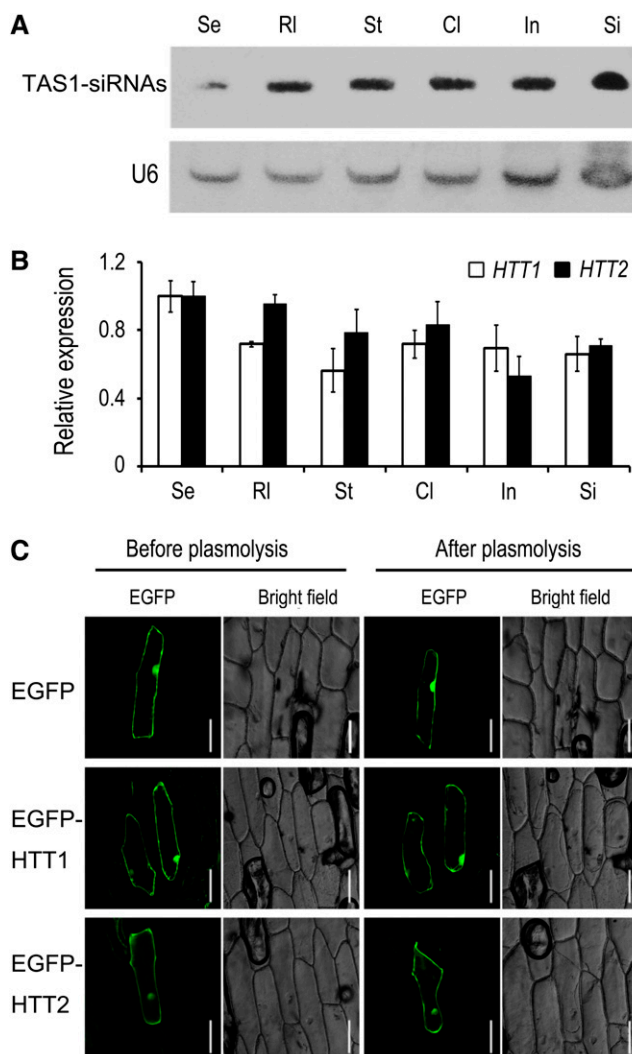 A
Se Rl St Cl In Si
TAS1-siRNAs
U6
B
1.2
0.8
0.4
0
Relative expression
HTT1 HTT2
Se Rl St Cl In Si
C
Before plasmolysis After plasmolysis
EGFP Bright field EGFP Bright field
EGFP
EGFP-
HTT1
EGFP-
HTT2